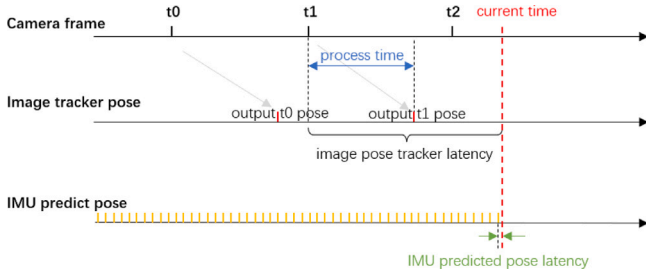 t0 t1 t2 current time
Camera frame
process time
Image tracker pose
output t0 pose output t1 pose
image pose tracker latency
IMU predict pose
IMU predicted pose latency